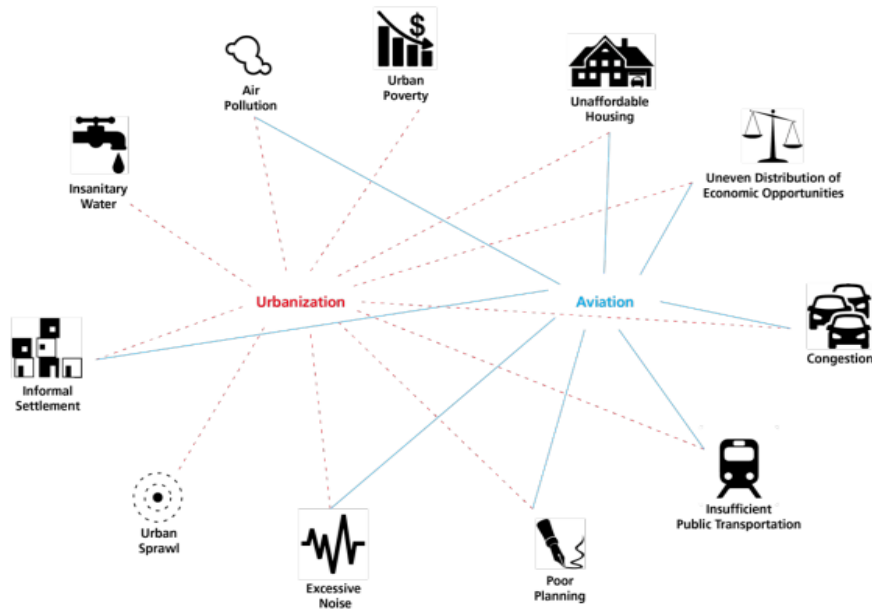 $
Air
Pollution
Urban
Poverty
Unaffordable
Housing
Insanitary
Water
Uneven Distribution of
Economic Opportunities
Urbanization
Aviation
Congestion
Informal
Settlement
Urban
Sprawl
Excessive
Noise
Poor
Planning
Insufficient
Public Transportation